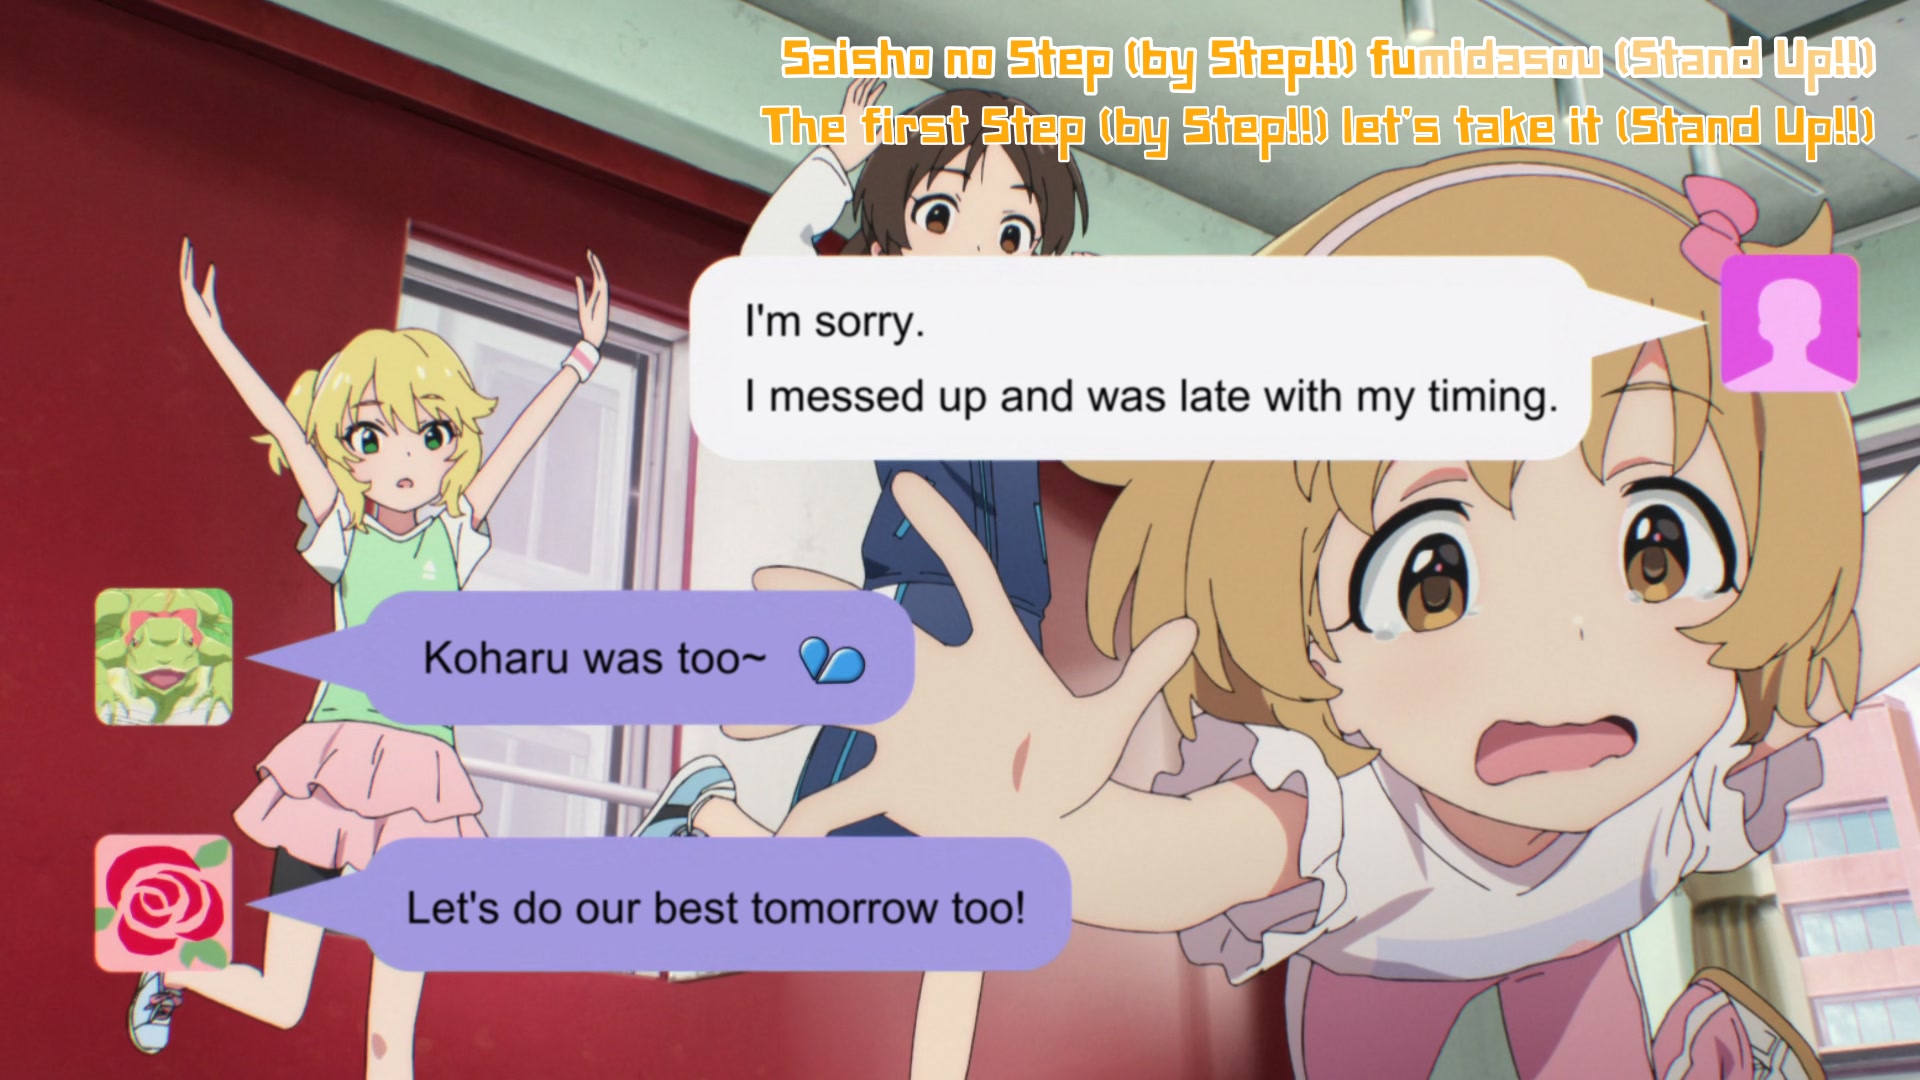 Saisho no Step (by Step!!) fumidasou (Stand Up!!)
The first Step (by Step!!) let's take it (Stand Up!!)
I'm sorry.
I messed up and was late with my timing.
Koharu was too~ 💔
Let's do our best tomorrow too!